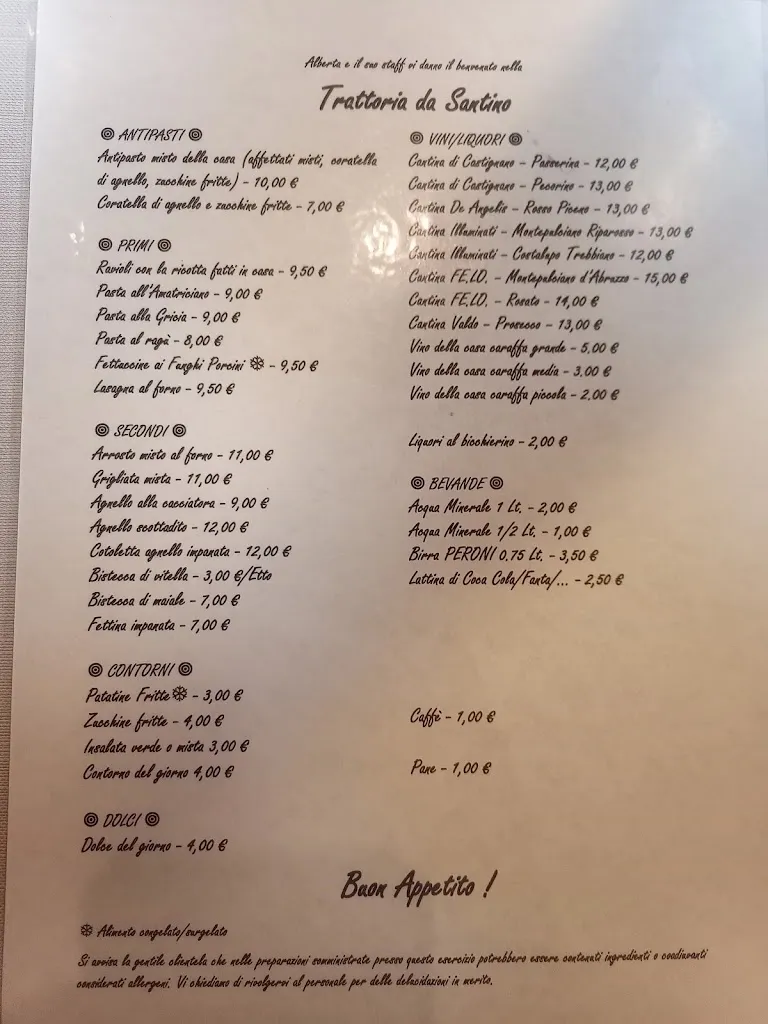 Alberta e il suo staff vi danno il benvenuto nella
Trattoria da Santino
ANTIPASTI
Antipasto misto della casa (affettati misti, coratella
di agnello, zucchine fritte) - 10,00 €
Coratella di agnello e zucchine fritte - 7,00 €
PRIMI
Ravioli con la ricotta fatti in casa - 9,50 €
Pasta all'Amatriciana - 9,00 €
Pasta alla Gricia - 9,00 €
Pasta al ragù - 8,00 €
Fettuccine ai Funghi Porcini ❄ - 9,50 €
Lasagna al forno - 9,50 €
SECONDI
Arrosto misto al forno - 11,00 €
Grigliata mista - 11,00 €
Agnello alla cacciatora - 9,00 €
Agnello scottadito - 12,00 €
Cotoletta agnello impanata - 12,00 €
Bistecca di vitella - 3,00 €/Etto
Bistecca di maiale - 7,00 €
Fettina impanata - 7,00 €
CONTORNI
Patatine Fritte ❄ - 3,00 €
Zucchine fritte - 4,00 €
Insalata verde o mista 3,00 €
Contorno del giorno 4,00 €
DOLCI
Dolce del giorno - 4,00 €
VINI/LIQUORI
Cantina di Castignano - Passerina - 12,00 €
Cantina di Castignano - Pecorino - 13,00 €
Cantina De Angelis - Rosso Piceno - 13,00 €
Cantina Illuminati - Montepulciano Riparosso - 13,00 €
Cantina Illuminati - Costalupo Trebbiano - 12,00 €
Cantina FE.LO. - Montepulciano d'Abruzzo - 15,00 €
Cantina FE.LO. - Rosato - 14,00 €
Cantina Valdo - Prosecco - 13,00 €
Vino della casa caraffa grande - 5,00 €
Vino della casa caraffa media - 3,00 €
Vino della casa caraffa piccola - 2,00 €
Liquori al bicchierino - 2,00 €
BEVANDE
Acqua Minerale 1 Lt. - 2,00 €
Acqua Minerale 1/2 Lt. - 1,00 €
Birra PERONI 0.75 Lt. - 3,50 €
Lattina di Coca Cola/Fanta/... - 2,50 €
Caffè - 1,00 €
Pane - 1,00 €
Buon Appetito !
❄ Alimento congelato/surgelato
Si avvisa la gentile clientela che nelle preparazioni somministrate presso questo esercizio potrebbero essere contenuti ingredienti o coadiuvanti
considerati allergeni. Vi chiediamo di rivolgervi al personale per delle delucidazioni in merito.